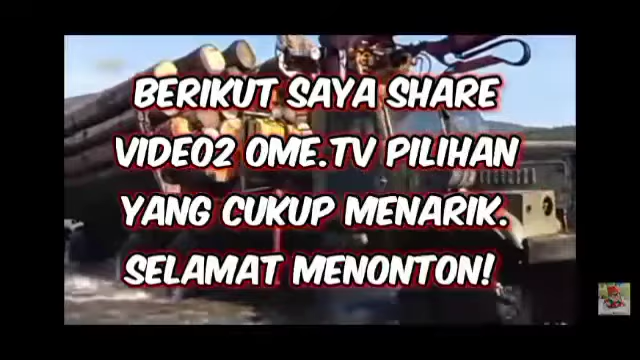 BERIKUT SAYA SHARE
VIDEO2 OME.TV PILIHAN
YANG CUKUP MENARIK.
SELAMAT MENONTON!